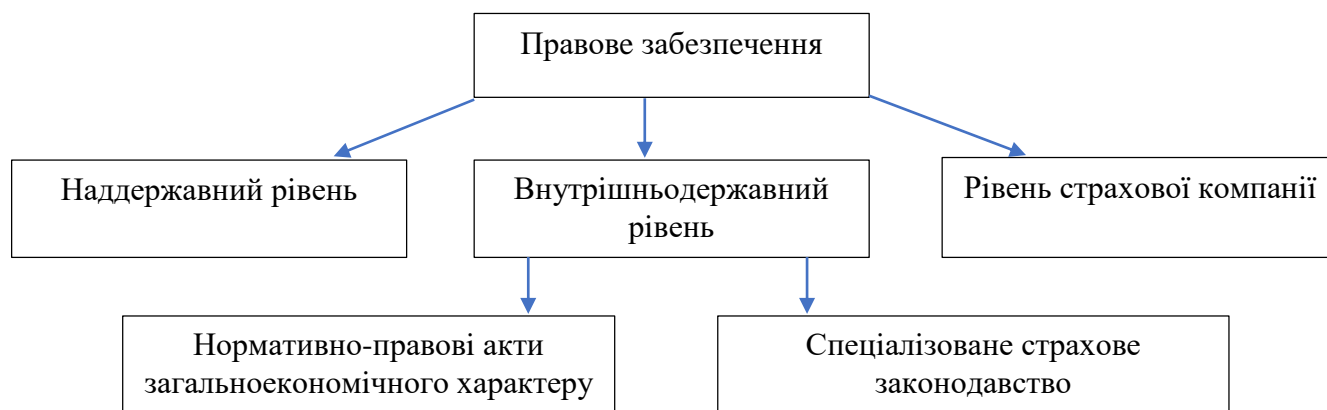 Правове забезпечення
Наддержавний рівень
Внутрішньодержавний
рівень
Рівень страхової компанії
Нормативно-правові акти
загальноекономічного характеру
Спеціалізоване страхове
законодавство